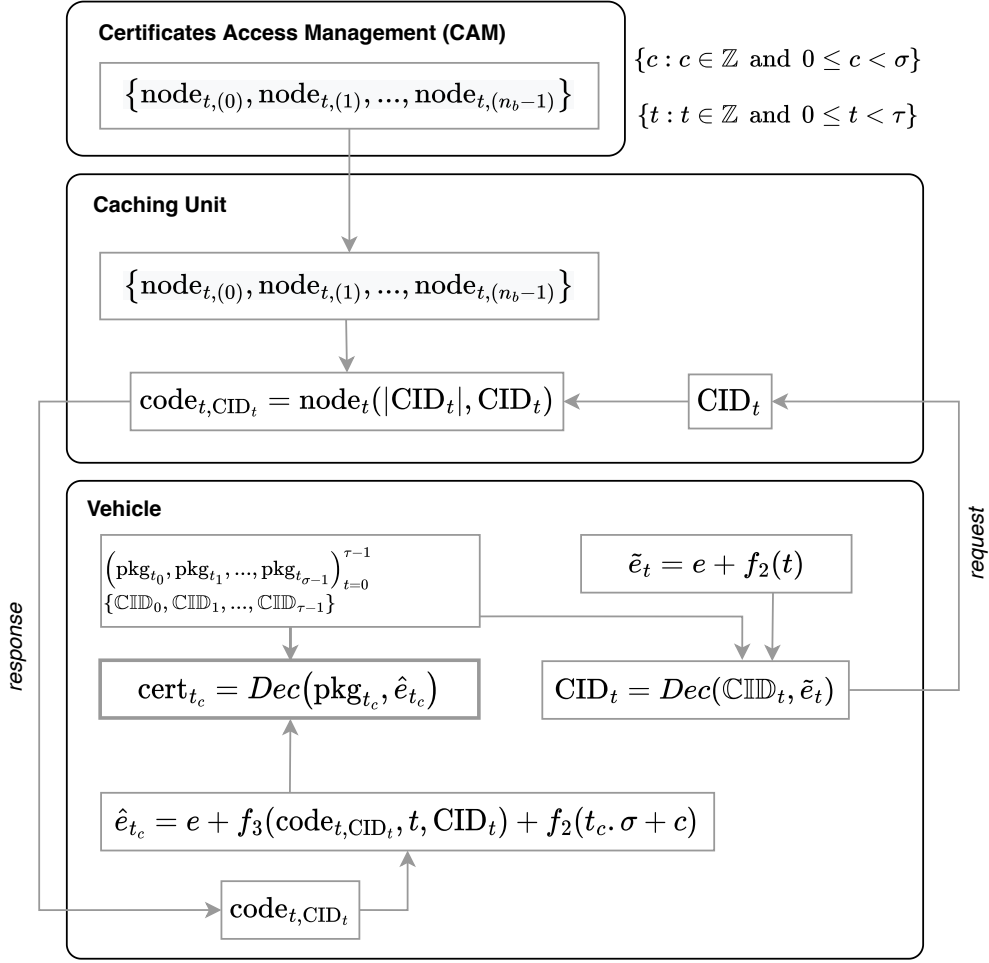 Certificates Access Management (CAM)
{node_{t,(0)}, node_{t,(1)}, ..., node_{t,(n_b−1)}}
{c : c ∈ ℤ and 0 ≤ c < σ}
{t : t ∈ ℤ and 0 ≤ t < τ}
Caching Unit
{node_{t,(0)}, node_{t,(1)}, ..., node_{t,(n_b−1)}}
code_{t,CID_t} = node_t(|CID_t|, CID_t)
CID_t
Vehicle
(pkg_{t_0}, pkg_{t_1}, ..., pkg_{t_{σ−1}})_{t=0}^{τ−1}
{ℂ𝕀𝔻_0, ℂ𝕀𝔻_1, ..., ℂ𝕀𝔻_{τ−1}}
ẽ_t = e + f_2(t)
cert_{t_c} = Dec(pkg_{t_c}, ê_{t_c})
CID_t = Dec(ℂ𝕀𝔻_t, ẽ_t)
ê_{t_c} = e + f_3(code_{t,CID_t}, t, CID_t) + f_2(t_c. σ + c)
code_{t,CID_t}
response
request